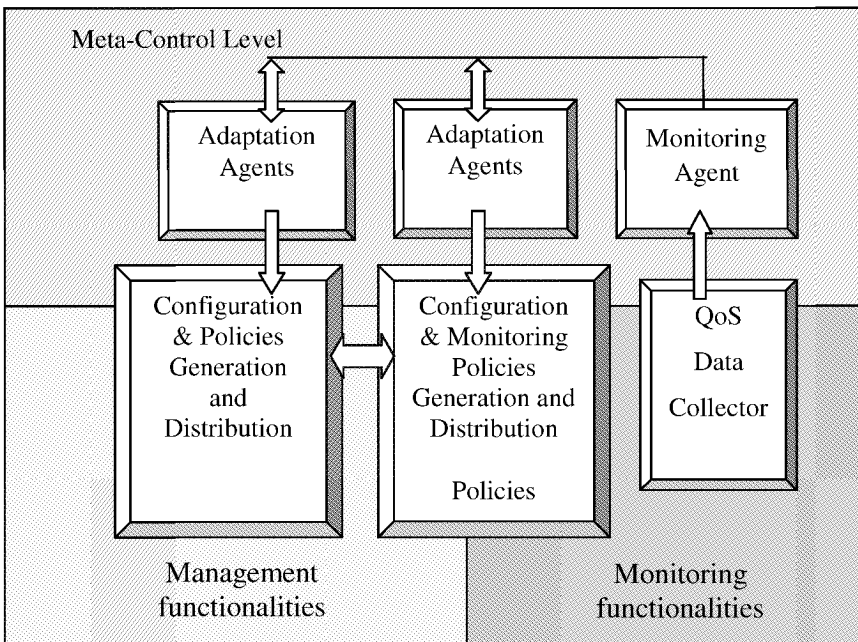 Meta-Control Level
Adaptation
Agents
Adaptation
Agents
Monitoring
Agent
Configuration
& Policies
Generation
and
Distribution
Configuration
& Monitoring
Policies
Generation and
Distribution
Policies
QoS
Data
Collector
Management
functionalities
Monitoring
functionalities